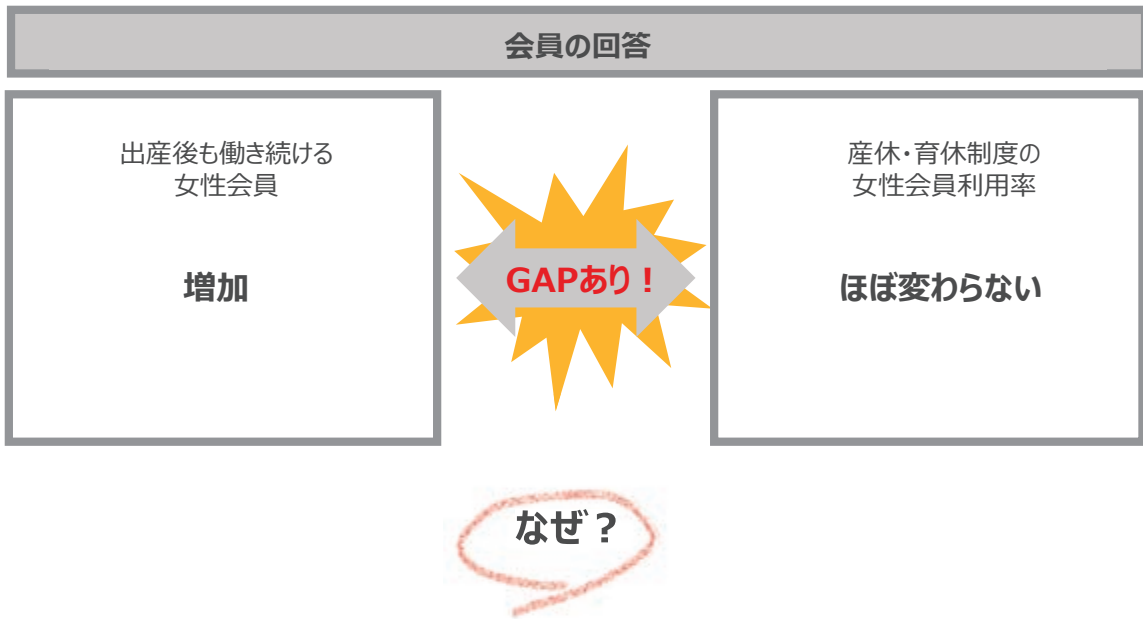 会員の回答
出産後も働き続ける
女性会員
増加
GAPあり！
産休・育休制度の
女性会員利用率
ほぼ変わらない
なぜ？